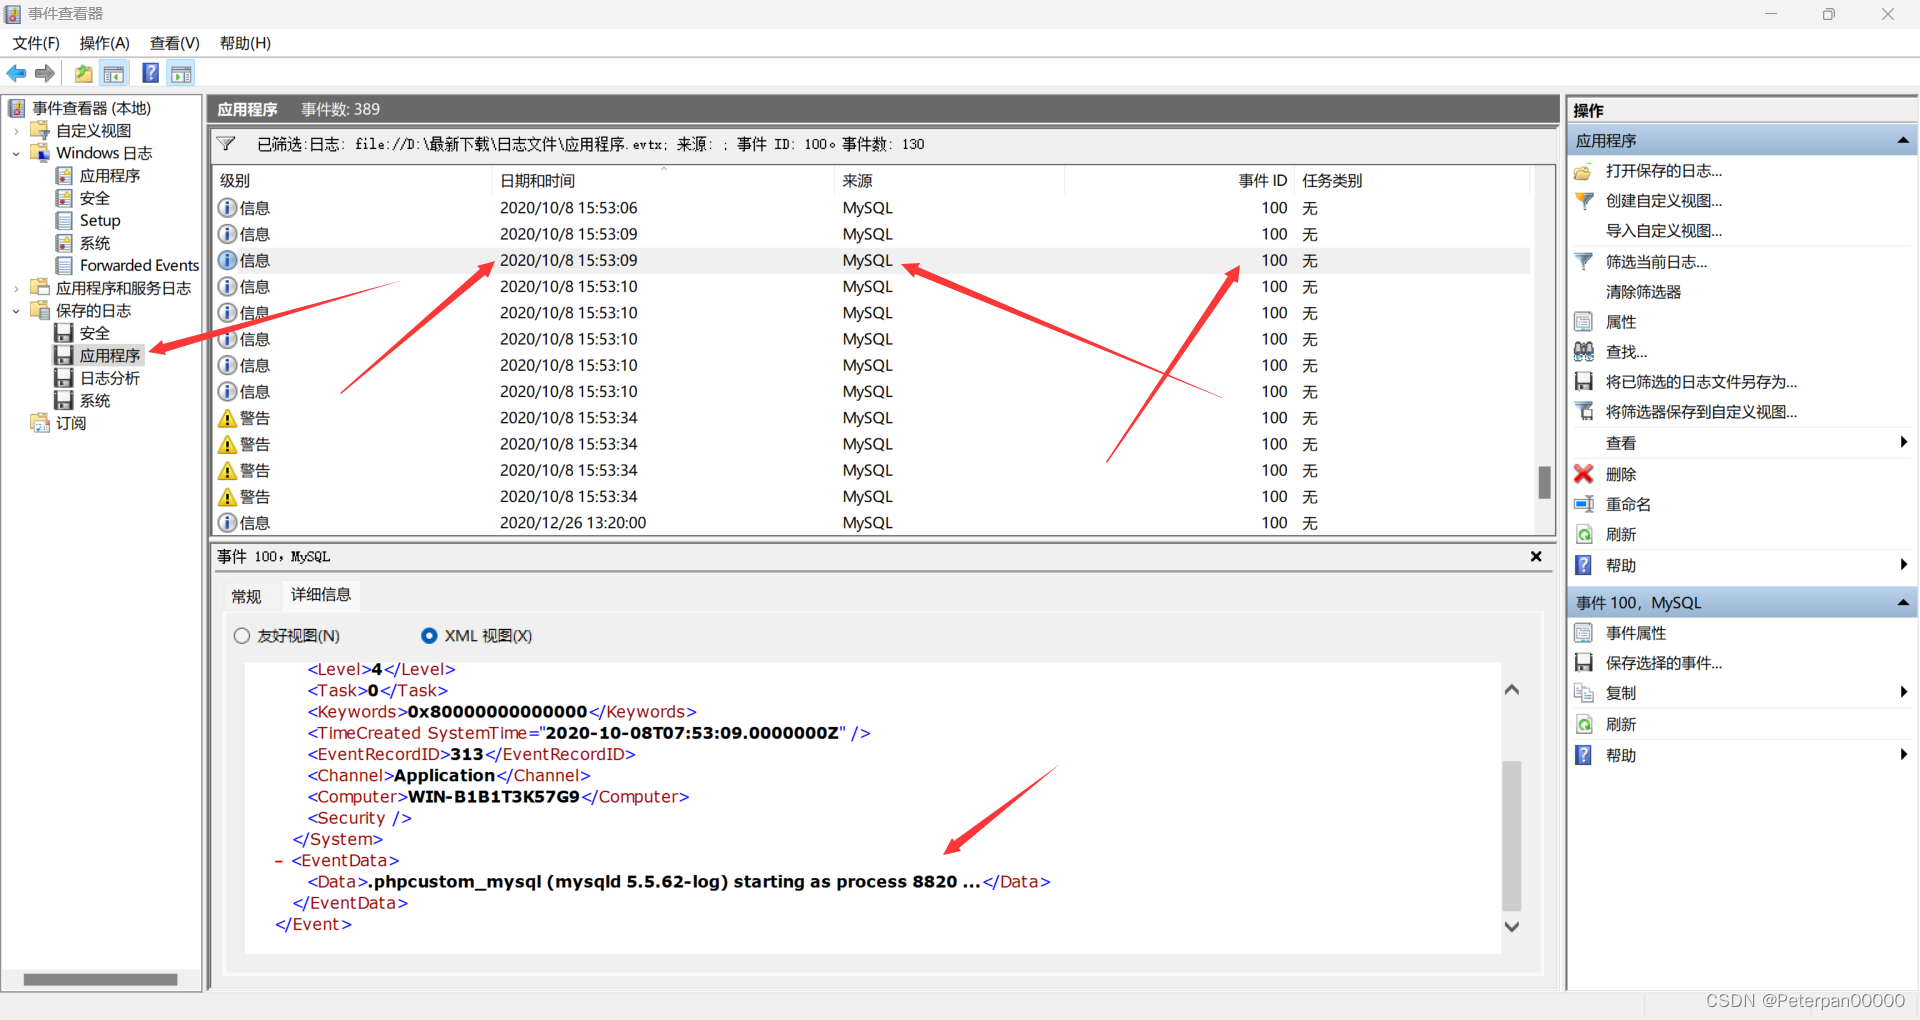 事件查看器
文件(F) 操作(A) 查看(V) 帮助(H)
事件查看器 (本地)
自定义视图
Windows 日志
应用程序
安全
Setup
系统
Forwarded Events
应用程序和服务日志
保存的日志
安全
应用程序
日志分析
系统
订阅
应用程序 事件数: 389
已筛选:日志: file://D:\最新下载\日志文件\应用程序.evtx; 来源: ; 事件 ID: 100。事件数: 130
级别 日期和时间 来源 事件 ID 任务类别
信息 2020/10/8 15:53:06 MySQL 100 无
信息 2020/10/8 15:53:09 MySQL 100 无
信息 2020/10/8 15:53:09 MySQL 100 无
信息 2020/10/8 15:53:10 MySQL 100 无
信息 2020/10/8 15:53:10 MySQL 100 无
信息 2020/10/8 15:53:10 MySQL 100 无
信息 2020/10/8 15:53:10 MySQL 100 无
信息 2020/10/8 15:53:10 MySQL 100 无
警告 2020/10/8 15:53:34 MySQL 100 无
警告 2020/10/8 15:53:34 MySQL 100 无
警告 2020/10/8 15:53:34 MySQL 100 无
警告 2020/10/8 15:53:34 MySQL 100 无
信息 2020/12/26 13:20:00 MySQL 100 无
事件 100，MySQL
常规 详细信息
友好视图(N) XML 视图(X)
<Level>4</Level>
<Task>0</Task>
<Keywords>0x80000000000000</Keywords>
<TimeCreated SystemTime="2020-10-08T07:53:09.0000000Z" />
<EventRecordID>313</EventRecordID>
<Channel>Application</Channel>
<Computer>WIN-B1B1T3K57G9</Computer>
<Security />
</System>
- <EventData>
<Data>.phpcustom_mysql (mysqld 5.5.62-log) starting as process 8820 ...</Data>
</EventData>
</Event>
操作
应用程序
打开保存的日志...
创建自定义视图...
导入自定义视图...
筛选当前日志...
清除筛选器
属性
查找...
将已筛选的日志文件另存为...
将筛选器保存到自定义视图...
查看
删除
重命名
刷新
帮助
事件 100，MySQL
事件属性
保存选择的事件...
复制
刷新
帮助
CSDN @Peterpan00000